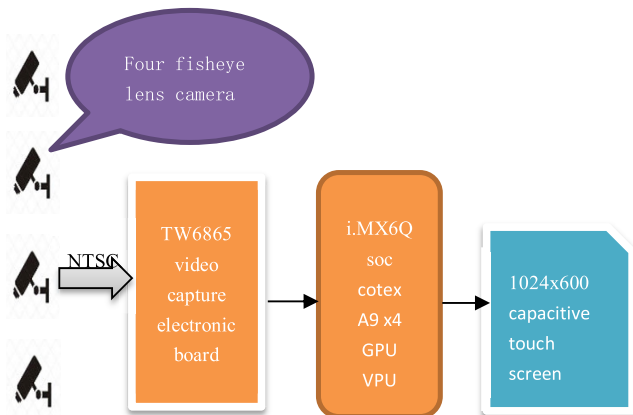 Four fisheye
lens camera
NTSC
TW6865
video
capture
electronic
board
i.MX6Q
soc
cotex
A9 x4
GPU
VPU
1024x600
capacitive
touch
screen